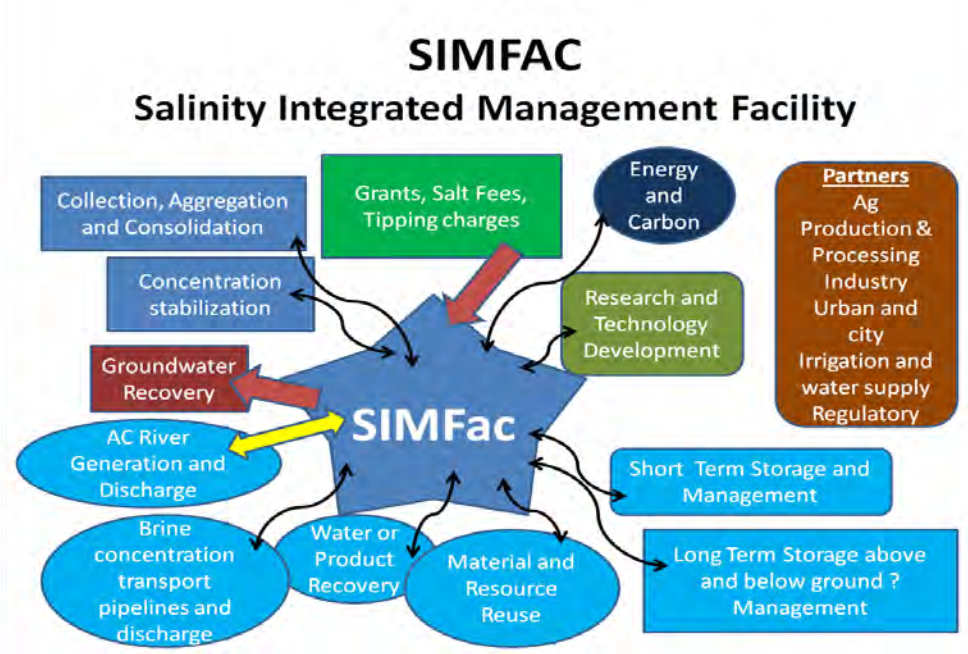 SIMFAC
Salinity Integrated Management Facility
Collection, Aggregation
and Consolidation
Concentration
stabilization
Grants, Salt Fees,
Tipping charges
Energy
and
Carbon
Research and
Technology
Development
Partners
Ag
Production &
Processing
Industry
Urban and
city
Irrigation and
water supply
Regulatory
Groundwater
Recovery
SIMFac
AC River
Generation and
Discharge
Brine
concentration
transport
pipelines and
discharge
Water or
Product
Recovery
Material and
Resource
Reuse
Short Term Storage and
Management
Long Term Storage above
and below ground ?
Management